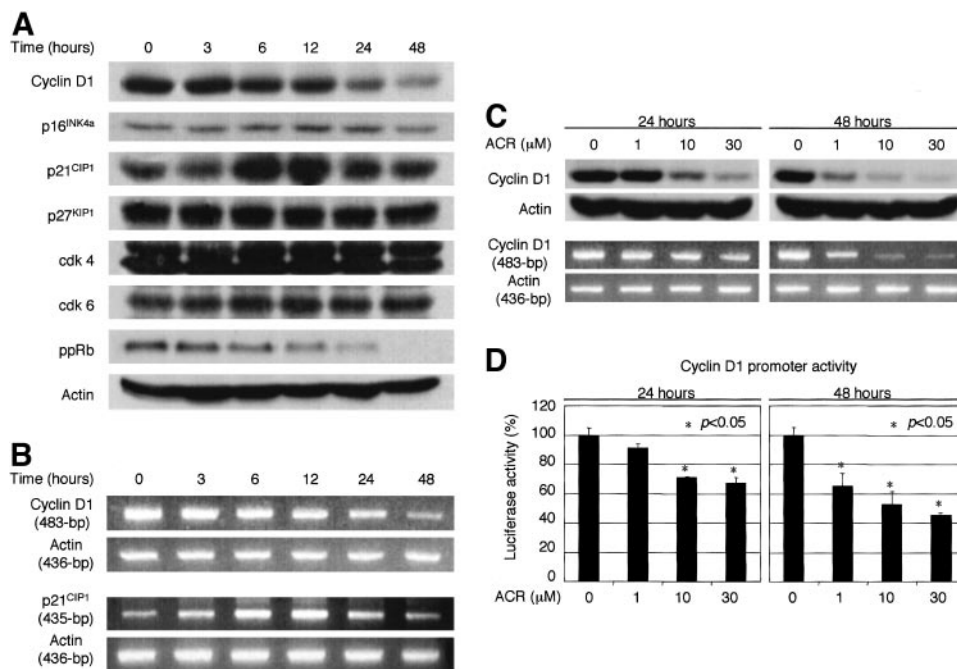 A
Time (hours) 0 3 6 12 24 48
Cyclin D1
p16INK4a
p21CIP1
p27KIP1
cdk 4
cdk 6
ppRb
Actin
B
Time (hours) 0 3 6 12 24 48
Cyclin D1
(483-bp)
Actin
(436-bp)
p21CIP1
(435-bp)
Actin
(436-bp)
C
24 hours 48 hours
ACR (μM) 0 1 10 30 0 1 10 30
Cyclin D1
Actin
Cyclin D1
(483-bp)
Actin
(436-bp)
D
Cyclin D1 promoter activity
24 hours 48 hours
Luciferase activity (%)
120
100
80
60
40
20
0
* p<0.05 * p<0.05
* * * * *
ACR (μM) 0 1 10 30 0 1 10 30